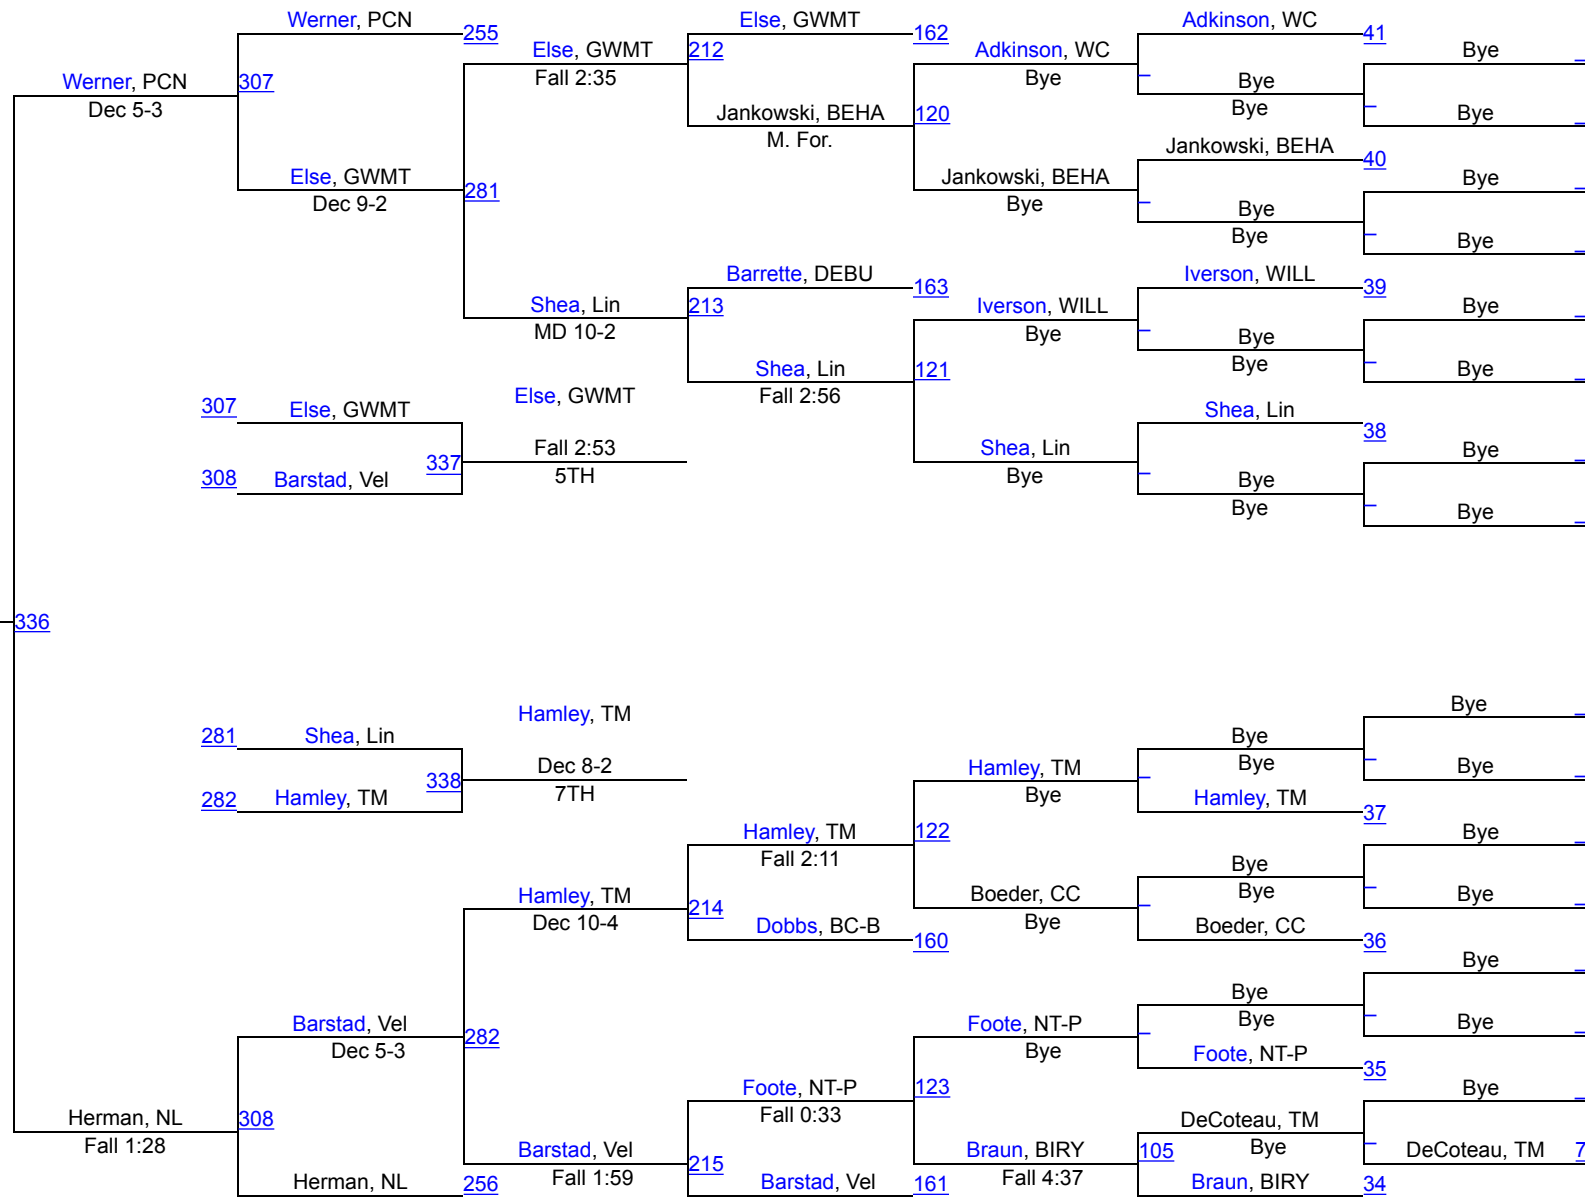 Werner, PCN
255
Else, GWMT
162
Adkinson, WC
41
Else, GWMT
212
Adkinson, WC
Bye
Fall 2:35
Bye
Bye
Werner, PCN
307
Bye
Dec 5-3
Bye
Jankowski, BEHA
120
Bye
M. For.
Jankowski, BEHA
40
Else, GWMT
281
Jankowski, BEHA
Bye
Dec 9-2
Bye
Bye
Bye
Bye
Barrette, DEBU
163
Iverson, WILL
39
Shea, Lin
213
Iverson, WILL
Bye
MD 10-2
Bye
Bye
Bye
Shea, Lin
121
Bye
Fall 2:56
307
Else, GWMT
Else, GWMT
Shea, Lin
38
Fall 2:53
Shea, Lin
Bye
337
5TH
Bye
308
Barstad, Vel
Bye
Bye
Bye
336
Hamley, TM
Bye
281
Shea, Lin
Bye
Dec 8-2
Hamley, TM
Bye
Bye
338
7TH
Bye
282
Hamley, TM
Hamley, TM
37
Hamley, TM
122
Bye
Fall 2:11
Bye
Hamley, TM
214
Boeder, CC
Bye
Bye
Dec 10-4
Dobbs, BC-B
160
Bye
Boeder, CC
36
Bye
Bye
Barstad, Vel
282
Foote, NT-P
Bye
Bye
Dec 5-3
Bye
Foote, NT-P
35
Foote, NT-P
123
Bye
Fall 0:33
Herman, NL
308
DeCoteau, TM
Fall 1:28
Bye
Barstad, Vel
215
Braun, BIRY
105
DeCoteau, TM
7
Fall 1:59
Fall 4:37
Herman, NL
256
Barstad, Vel
161
Braun, BIRY
34